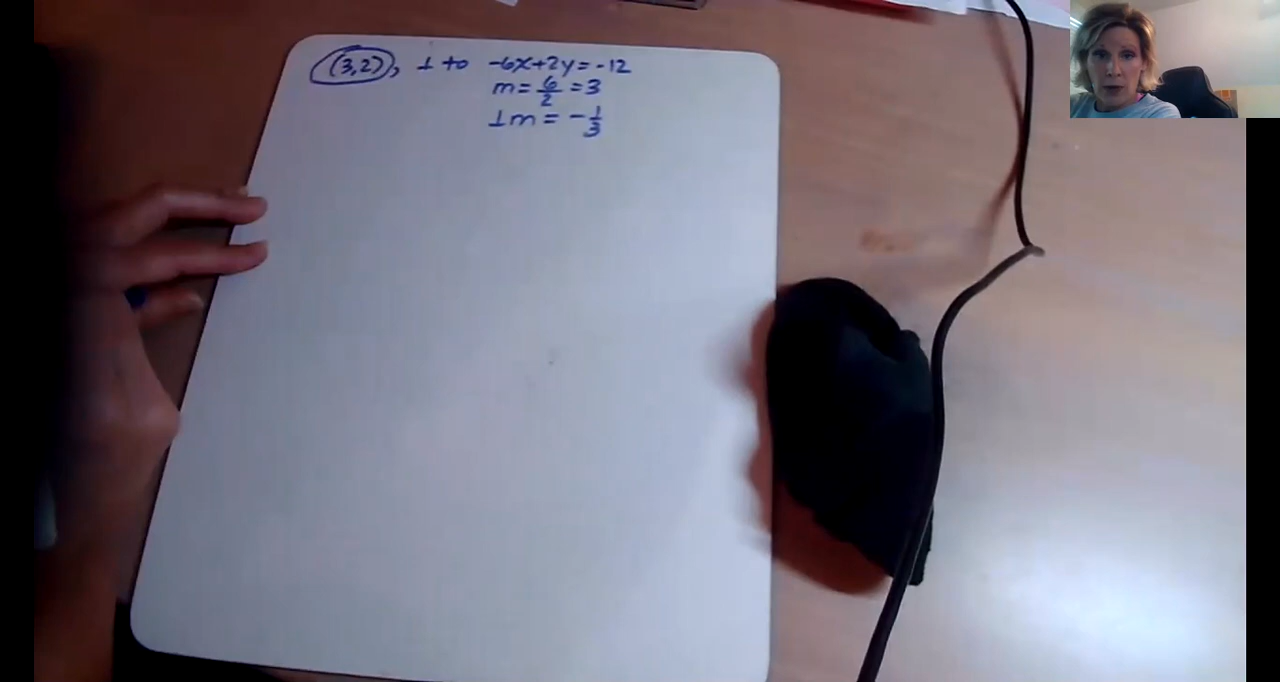 (3,2), ⊥ to -6x+2y=-12
m=6/2=3
⊥m=-1/3